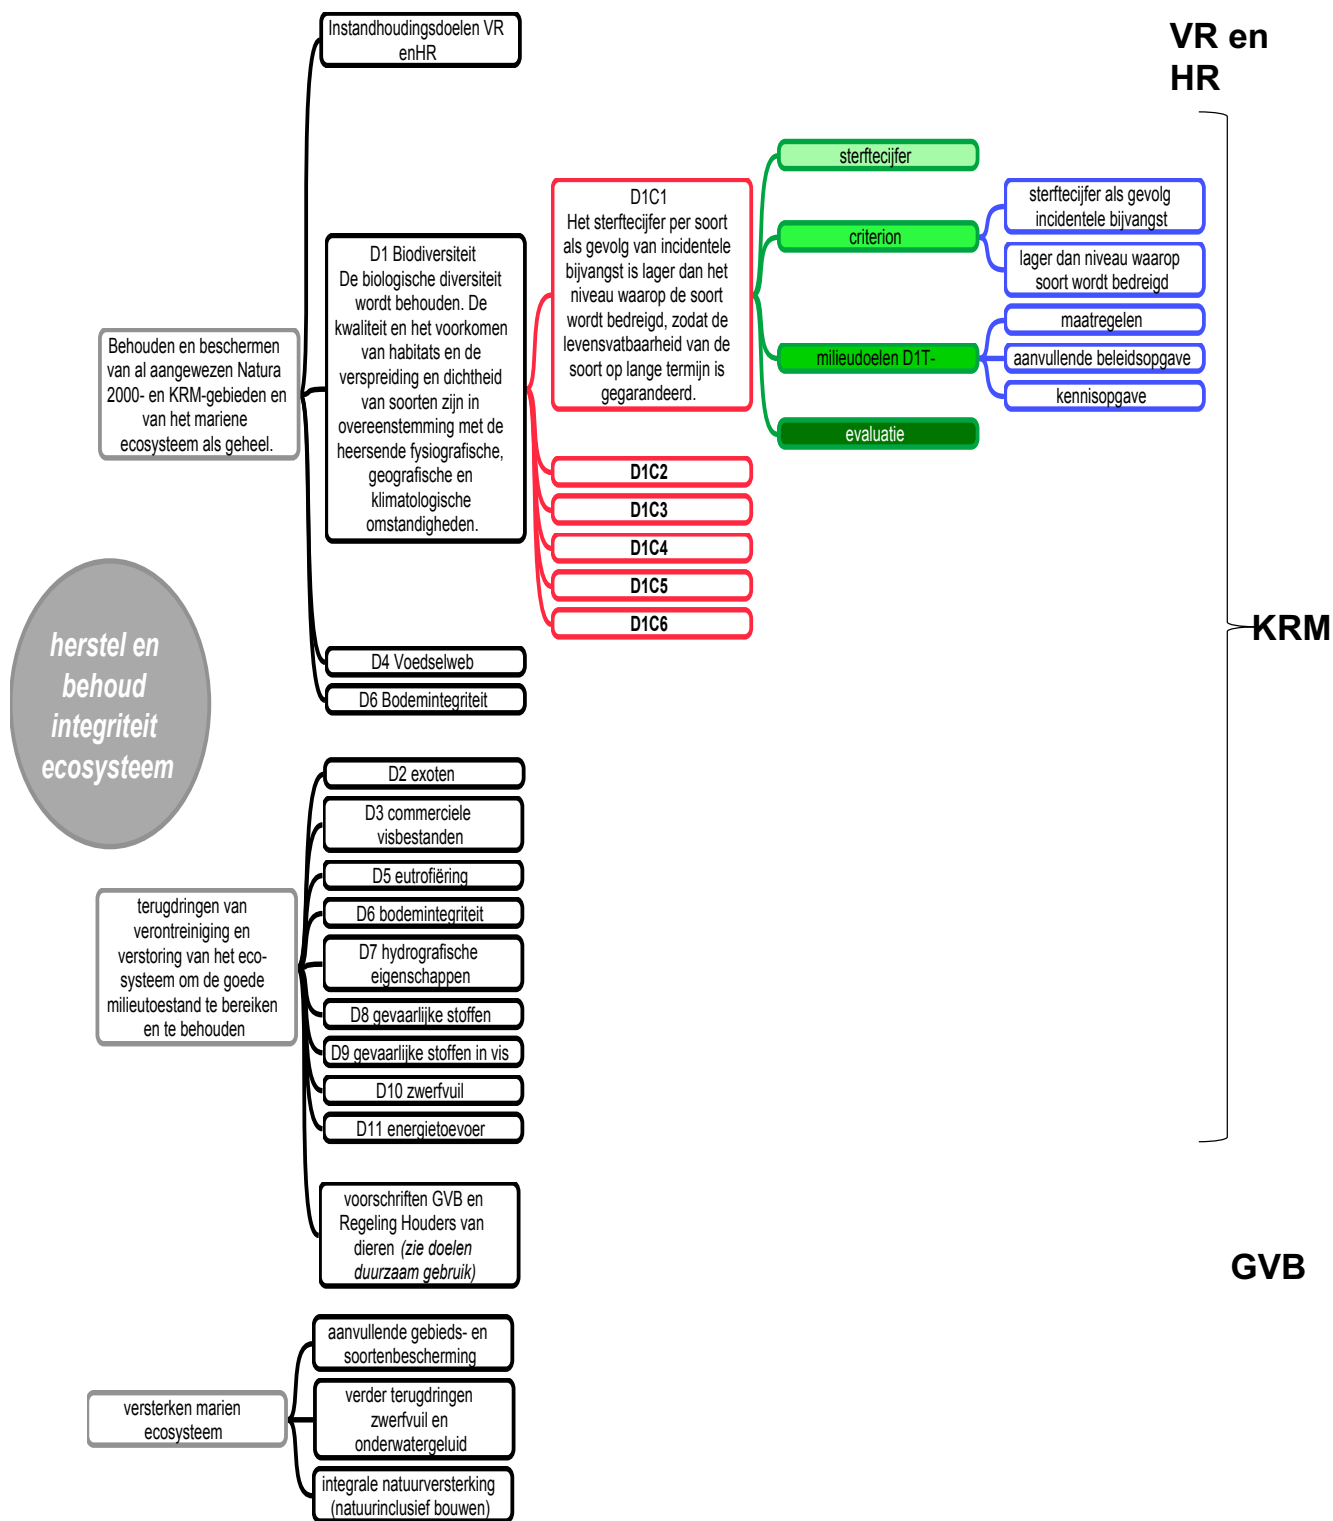 Instandhoudingsdoelen VR
enHR
VR en
HR
sterftecijfer
D1C1
Het sterftecijfer per soort
als gevolg van incidentele
bijvangst is lager dan het
niveau waarop de soort
wordt bedreigd, zodat de
levensvatbaarheid van de
soort op lange termijn is
gegarandeerd.
criterion
sterftecijfer als gevolg
incidentele bijvangst
lager dan niveau waarop
soort wordt bedreigd
milieudoelen D1T-
maatregelen
aanvullende beleidsopgave
kennisopgave
evaluatie
D1 Biodiversiteit
De biologische diversiteit
wordt behouden. De
kwaliteit en het voorkomen
van habitats en de
verspreiding en dichtheid
van soorten zijn in
overeenstemming met de
heersende fysiografische,
geografische en
klimatologische
omstandigheden.
Behouden en beschermen
van al aangewezen Natura
2000- en KRM-gebieden en
van het mariene
ecosysteem als geheel.
D1C2
D1C3
D1C4
D1C5
D1C6
KRM
D4 Voedselweb
D6 Bodemintegriteit
herstel en
behoud
integriteit
ecosysteem
D2 exoten
D3 commerciele
visbestanden
D5 eutrofiëring
D6 bodemintegriteit
D7 hydrografische
eigenschappen
D8 gevaarlijke stoffen
D9 gevaarlijke stoffen in vis
D10 zwerfvuil
D11 energietoevoer
terugdringen van
verontreiniging en
verstoring van het eco-
systeem om de goede
milieutoestand te bereiken
en te behouden
voorschriften GVB en
Regeling Houders van
dieren (zie doelen
duurzaam gebruik)
GVB
aanvullende gebieds- en
soortenbescherming
verder terugdringen
zwerfvuil en
onderwatergeluid
versterken marien
ecosysteem
integrale natuurversterking
(natuurinclusief bouwen)